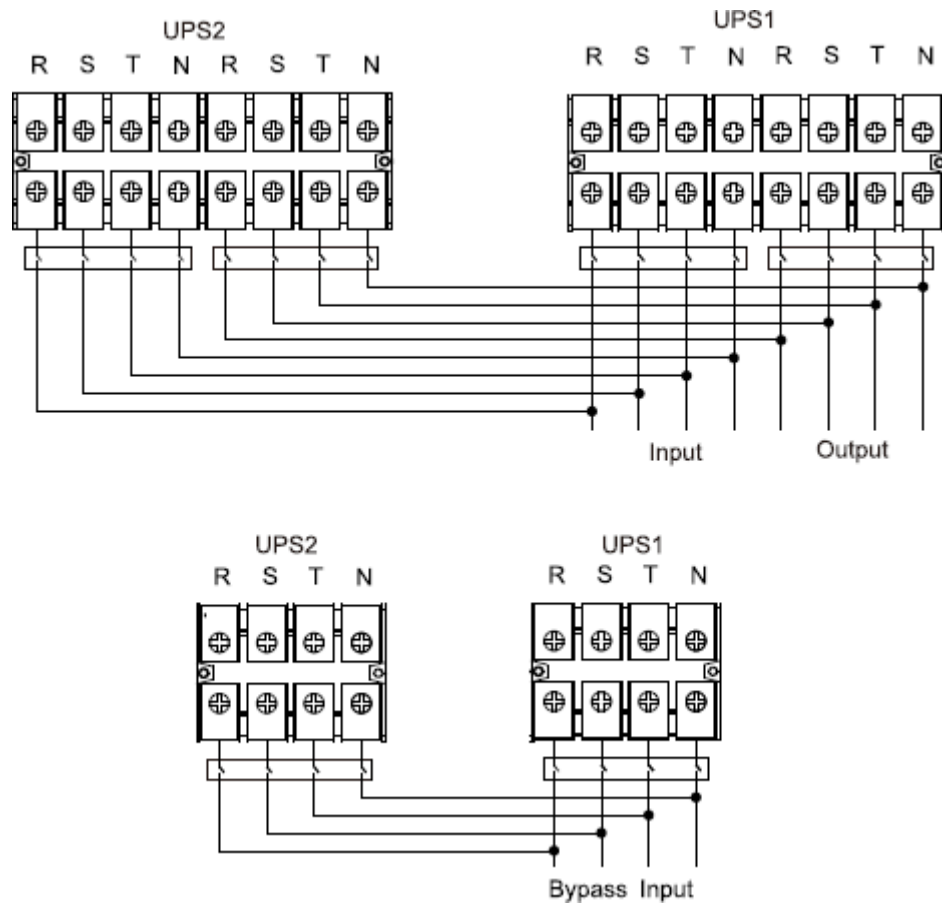 UPS2
R S T N R S T N
UPS1
R S T N R S T N
Input
Output
UPS2
R S T N
UPS1
R S T N
Bypass Input